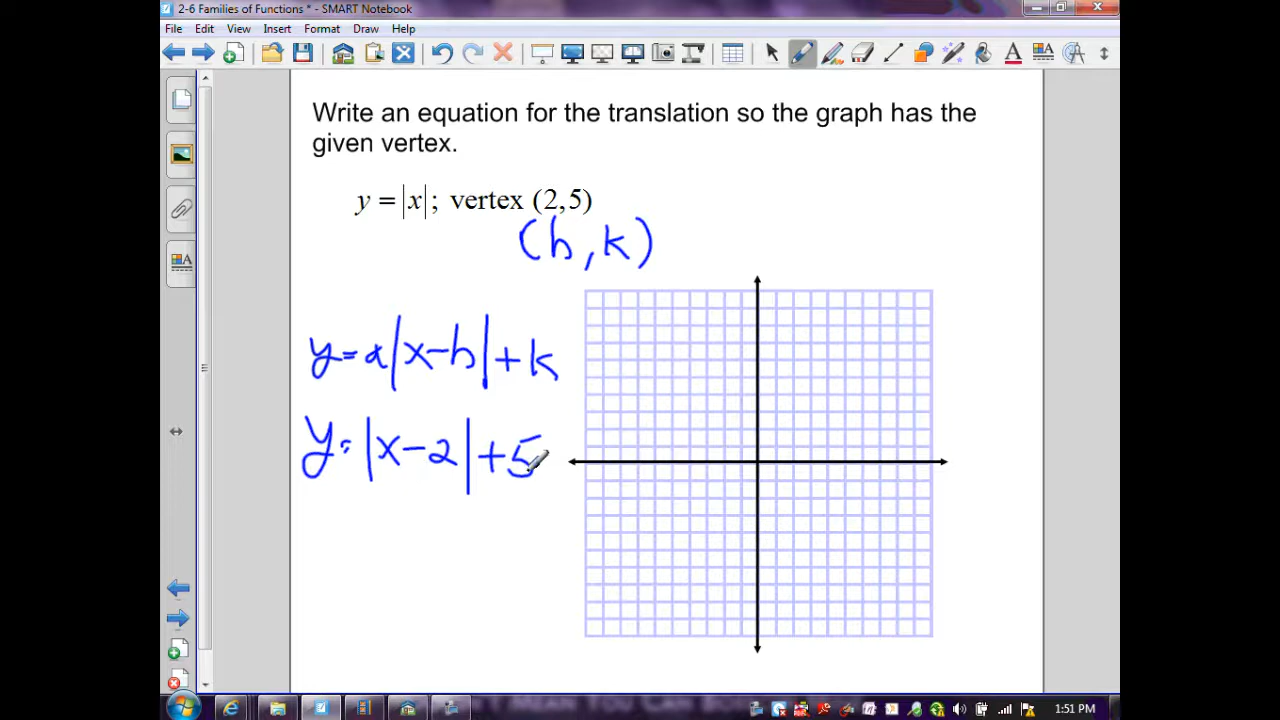 2-6 Families of Functions * - SMART Notebook
File Edit View Insert Format Draw Help
Write an equation for the translation so the graph has the
given vertex.
y = |x| ; vertex (2,5)
(h, k)
y=a|x-h|+k
y=|x-2|+5
1:51 PM